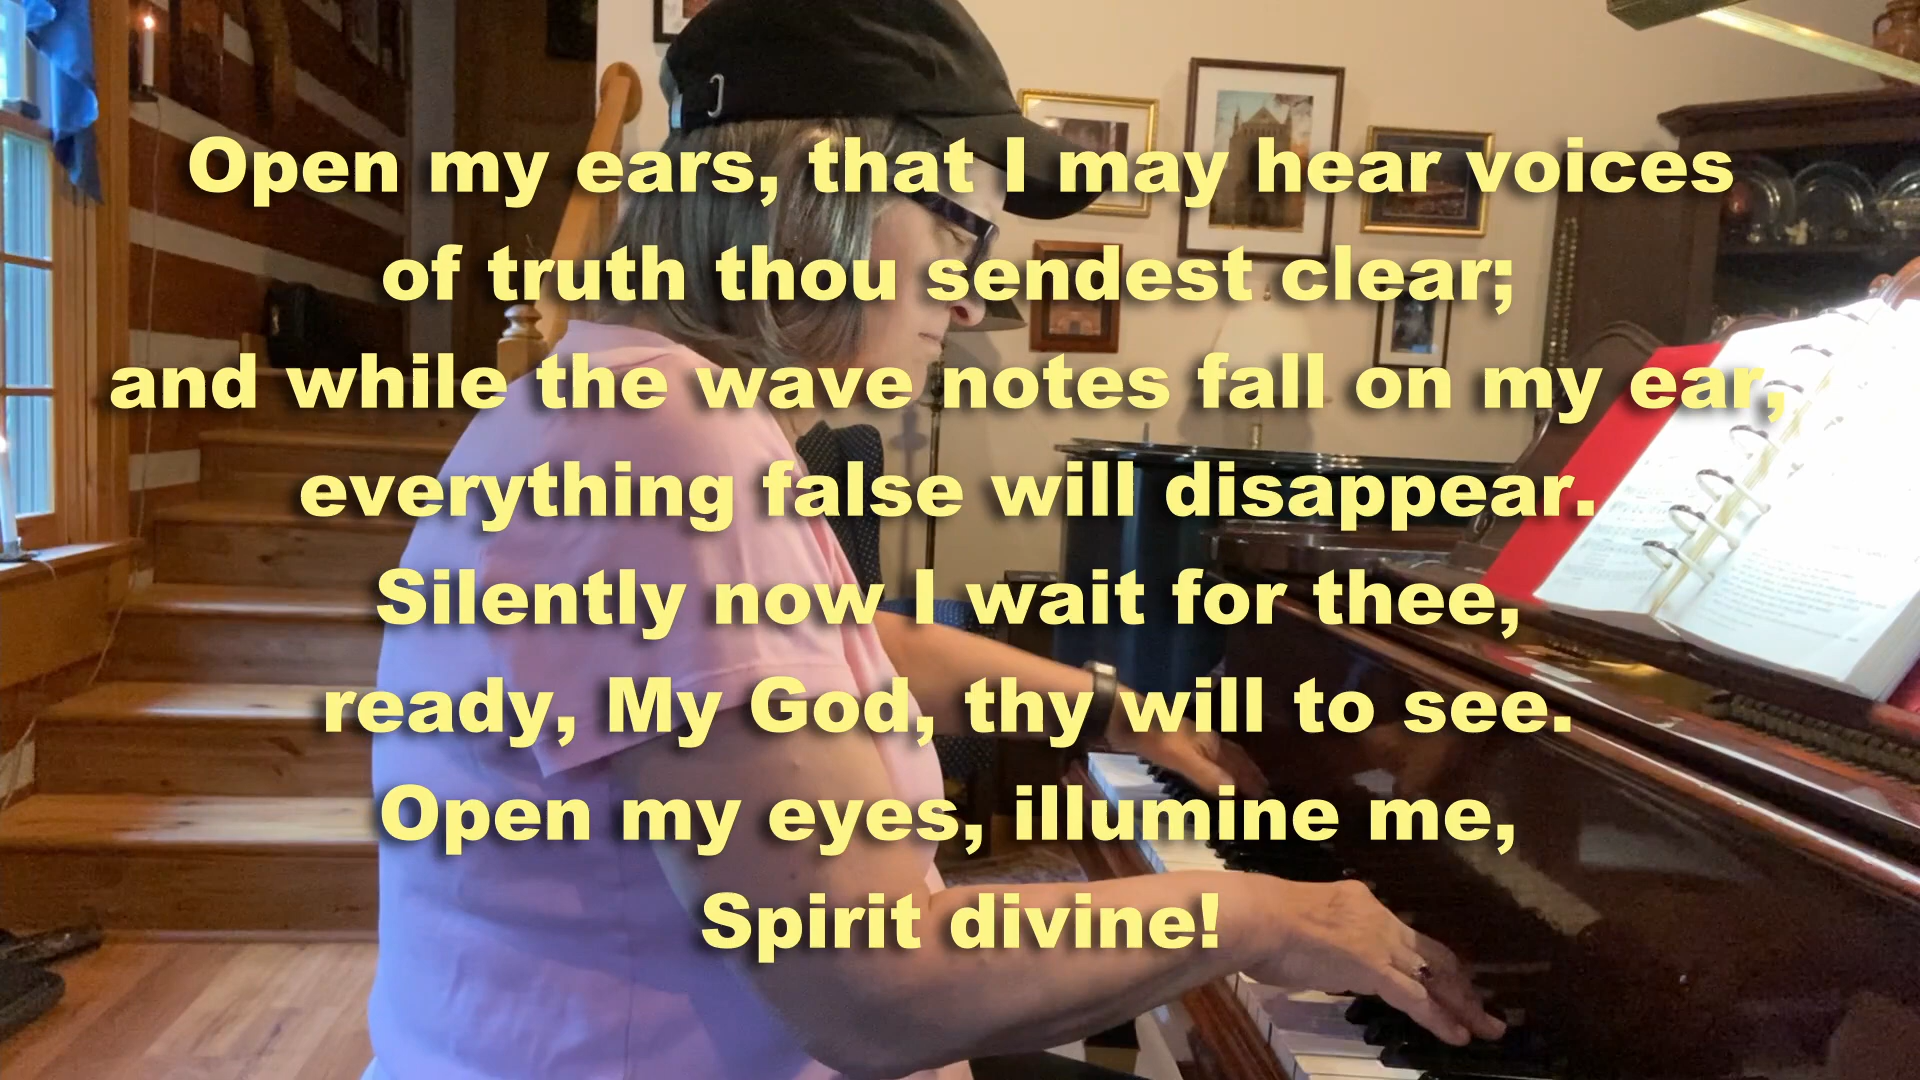 Open my ears, that I may hear voices
of truth thou sendest clear;
and while the wave notes fall on my ear,
everything false will disappear.
Silently now I wait for thee,
ready, My God, thy will to see.
Open my eyes, illumine me,
Spirit divine!